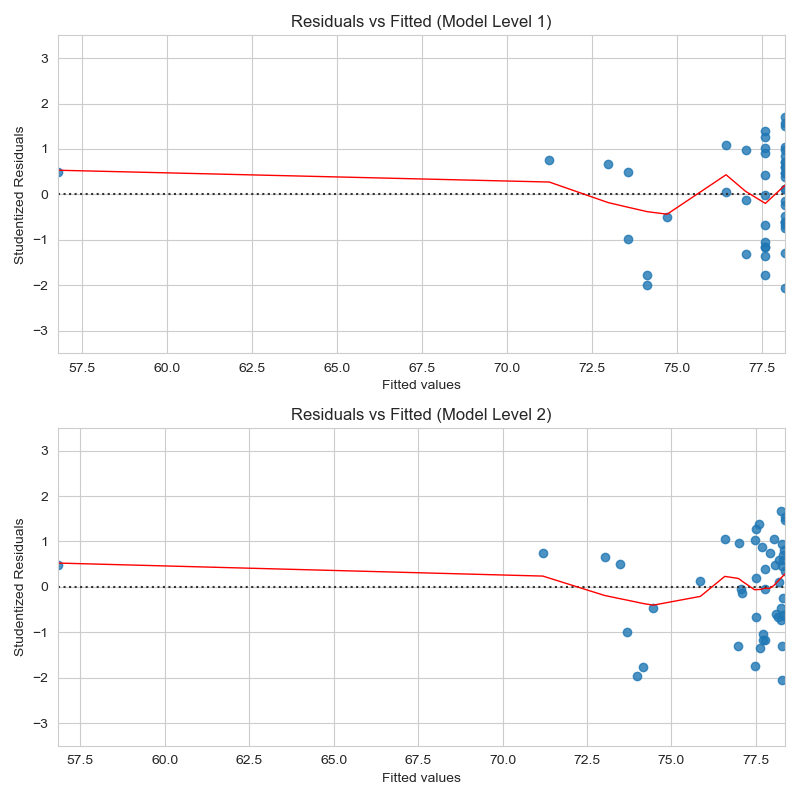 Residuals vs Fitted (Model Level 1)
3
2
1
0
−1
−2
−3
Studentized Residuals
57.5 60.0 62.5 65.0 67.5 70.0 72.5 75.0 77.5
Fitted values
Residuals vs Fitted (Model Level 2)
3
2
1
0
−1
−2
−3
Studentized Residuals
57.5 60.0 62.5 65.0 67.5 70.0 72.5 75.0 77.5
Fitted values